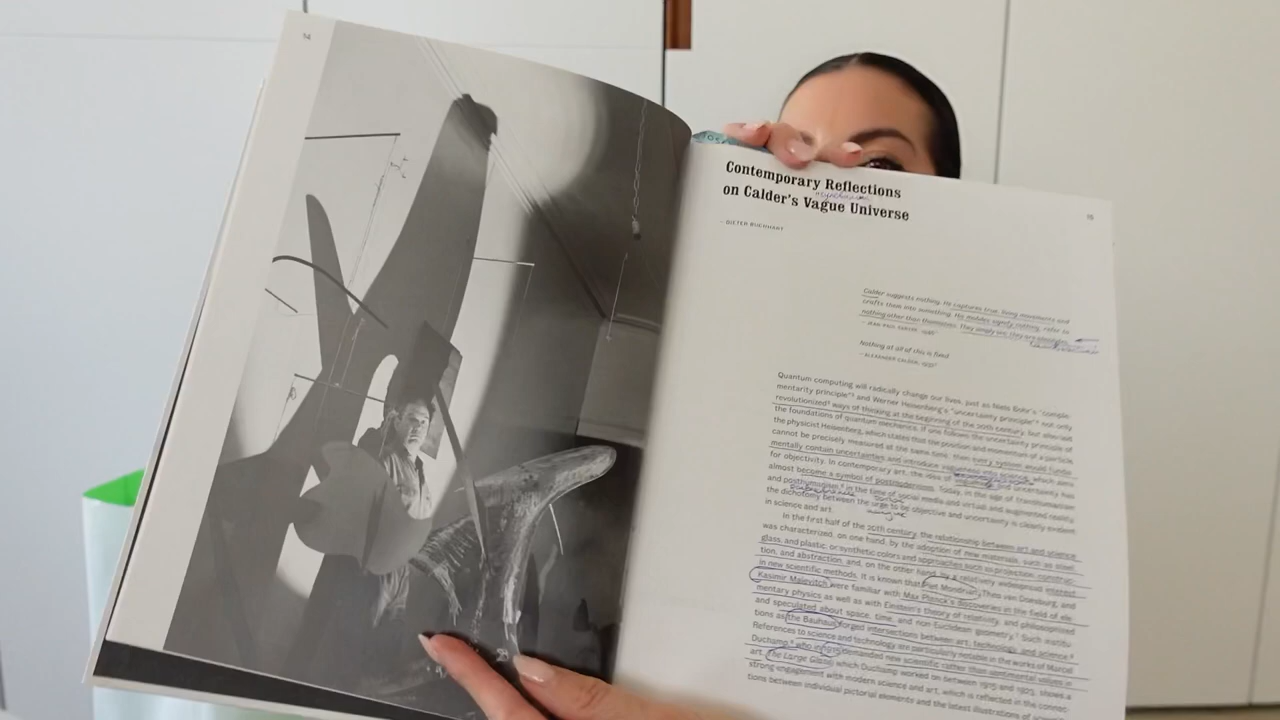 14
Contemporary Reflections
on Calder's Vague Universe
15
— DIETER BUCHHART
Calder suggests nothing. He captures true, living movements and
crafts them into something. His mobiles signify nothing, refer to
nothing other than themselves. They simply are, they are absolutes.
— JEAN-PAUL SARTRE, 1946
Nothing at all of this is fixed
— ALEXANDER CALDER, 1932
Quantum computing will radically change our lives, just as Niels Bohr's "comple-
mentarity principle" and Werner Heisenberg's "uncertainty principle" not only
revolutionized ways of thinking at the beginning of the 20th century, but also
the foundations of quantum mechanics. If one follows the uncertainty principle of
the physicist Heisenberg, which states that the position and momentum of a particle
cannot be precisely measured at the same time, then every system would funda-
mentally contain uncertainties and introduce vagueness into
for objectivity. In contemporary art, the idea of uncertainty has
almost become a symbol of postmodernism. Today, in the age of transhumanism
and posthumanism in the time of social media and virtual and augmented reality,
the dichotomy between the urge to be objective and uncertainty is clearly evident
in science and art.
In the first half of the 20th century, the relationship between art and science
was characterized, on one hand, by the adoption of new materials, such as steel,
glass, and plastic, or synthetic colors and approaches such as projection, construc-
tion, and abstraction and, on the other hand, by a relatively widespread interest
in new scientific methods. It is known that Piet Mondrian, Theo van Doesburg, and
Kasimir Malevitch were familiar with Max Planck's discoveries in the field of ele-
mentary physics as well as with Einstein's theory of relativity, and philosophized
and speculated about space, time, and non-Euclidean geometry. Such institu-
tions as the Bauhaus forged intersections between art, technology, and science.
References to science and technology are particularly notable in the works of Marcel
Duchamp, who in demanded new scientific rather than sentimental values in
art. The Large Glass, which Duchamp worked on between 1915 and 1923, shows a
strong engagement with modern science and art, which is reflected in the connec-
tions between individual pictorial elements and the latest illustrations of